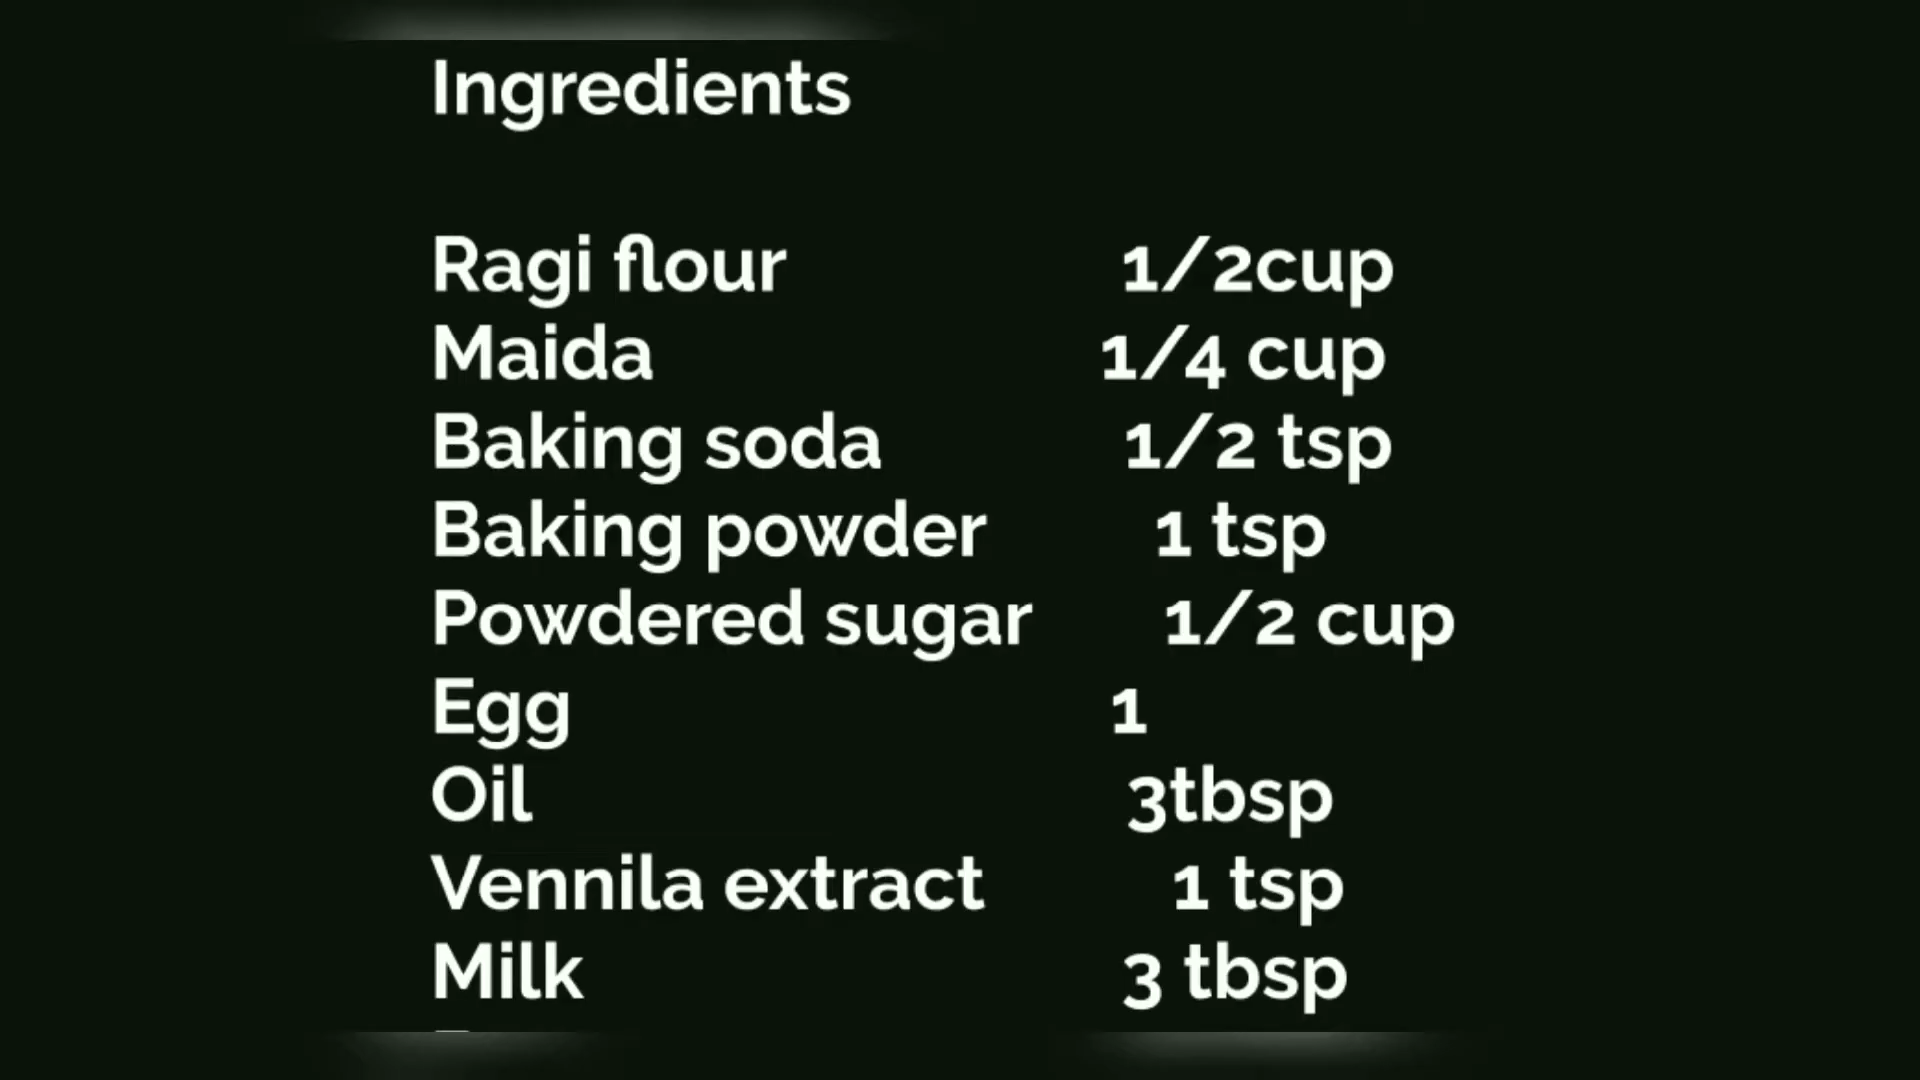 Ingredients
Ragi flour 1/2cup
Maida 1/4 cup
Baking soda 1/2 tsp
Baking powder 1 tsp
Powdered sugar 1/2 cup
Egg 1
Oil 3tbsp
Vennila extract 1 tsp
Milk 3 tbsp